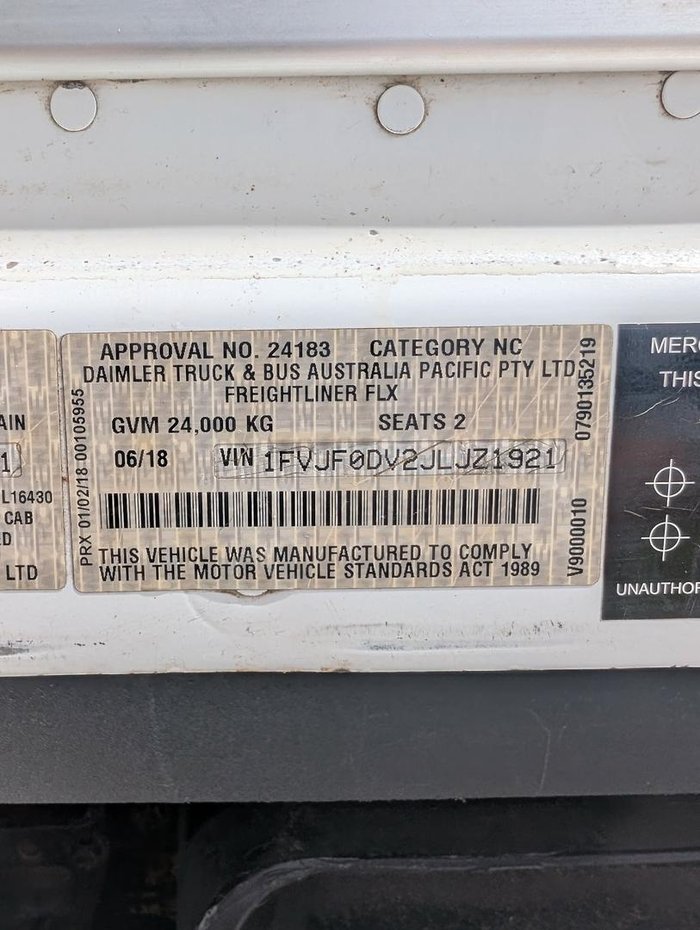 AIN
1
L16430
CAB
D
LTD
PRX 01/02/18 00105955
APPROVAL NO. 24183 CATEGORY NC
DAIMLER TRUCK & BUS AUSTRALIA PACIFIC PTY LTD
FREIGHTLINER FLX
GVM 24,000 KG SEATS 2
06/18 VIN 1FVJF0DV2JLJZ1921
THIS VEHICLE WAS MANUFACTURED TO COMPLY
WITH THE MOTOR VEHICLE STANDARDS ACT 1989
0790135219
V9000010
MERC
THIS
UNAUTHOR